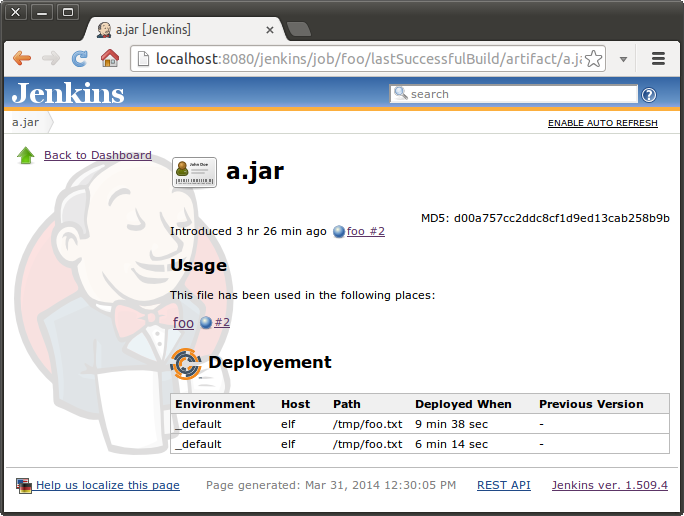 a.jar [Jenkins]
localhost:8080/jenkins/job/foo/lastSuccessfulBuild/artifact/a.ja
Jenkins
search
?
a.jar
ENABLE AUTO REFRESH
Back to Dashboard
John Doe
a.jar
MD5: d00a757cc2ddc8cf1d9ed13cab258b9b
Introduced 3 hr 26 min ago foo #2
Usage
This file has been used in the following places:
foo #2
Deployement
Environment Host Path Deployed When Previous Version
_default elf /tmp/foo.txt 9 min 38 sec -
_default elf /tmp/foo.txt 6 min 14 sec -
Help us localize this page Page generated: Mar 31, 2014 12:30:05 PM REST API Jenkins ver. 1.509.4